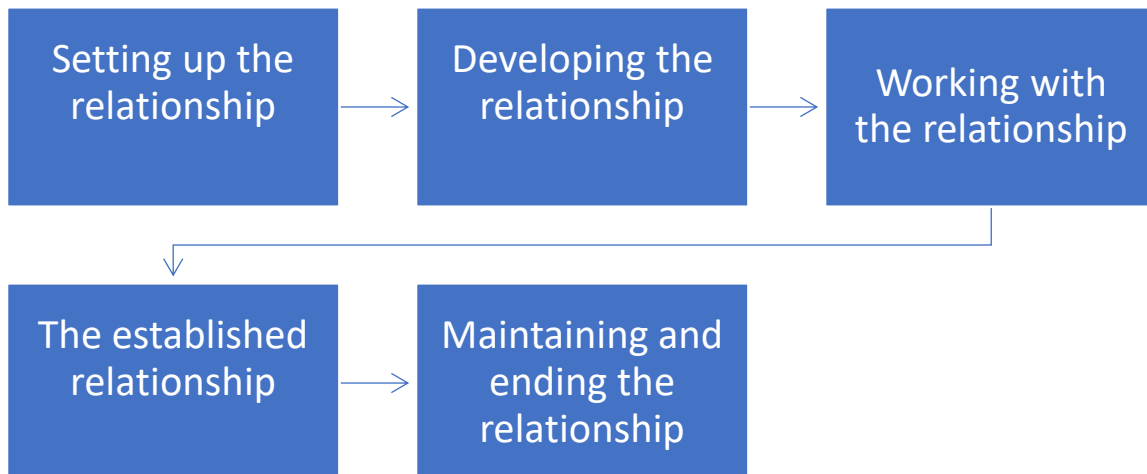 Setting up the
relationship
Developing the
relationship
Working with
the relationship
The established
relationship
Maintaining and
ending the
relationship